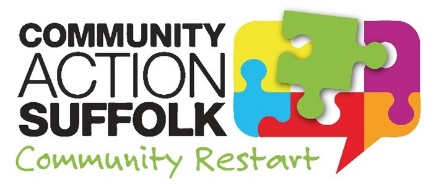 COMMUNITY
ACTION
SUFFOLK
Community Restart